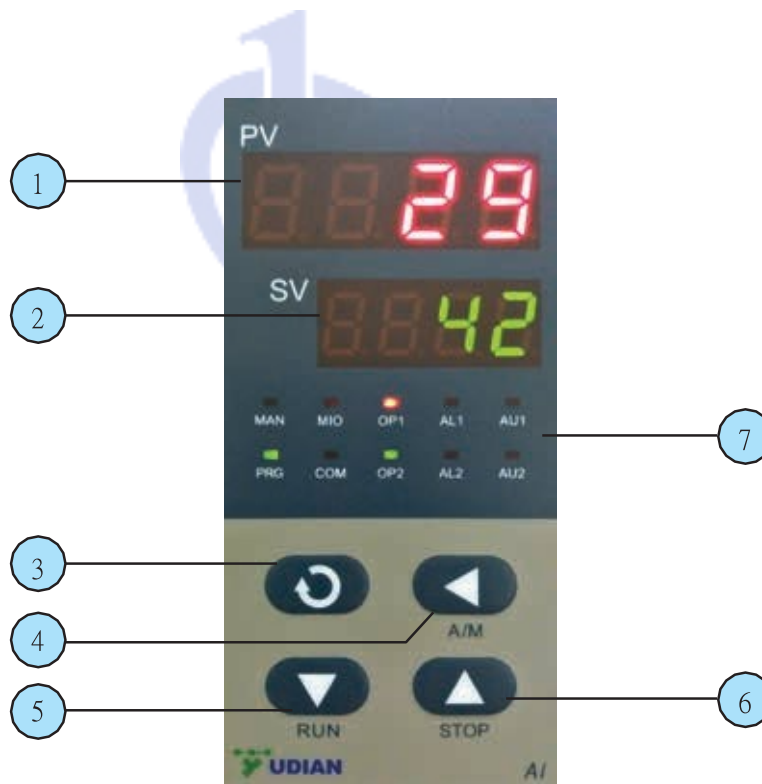 PV
1
29
SV
2
42
MAN MIO OP1 AL1 AU1
7
PRG COM OP2 AL2 AU2
3
4
A/M
5
6
RUN STOP
UDIAN
AI